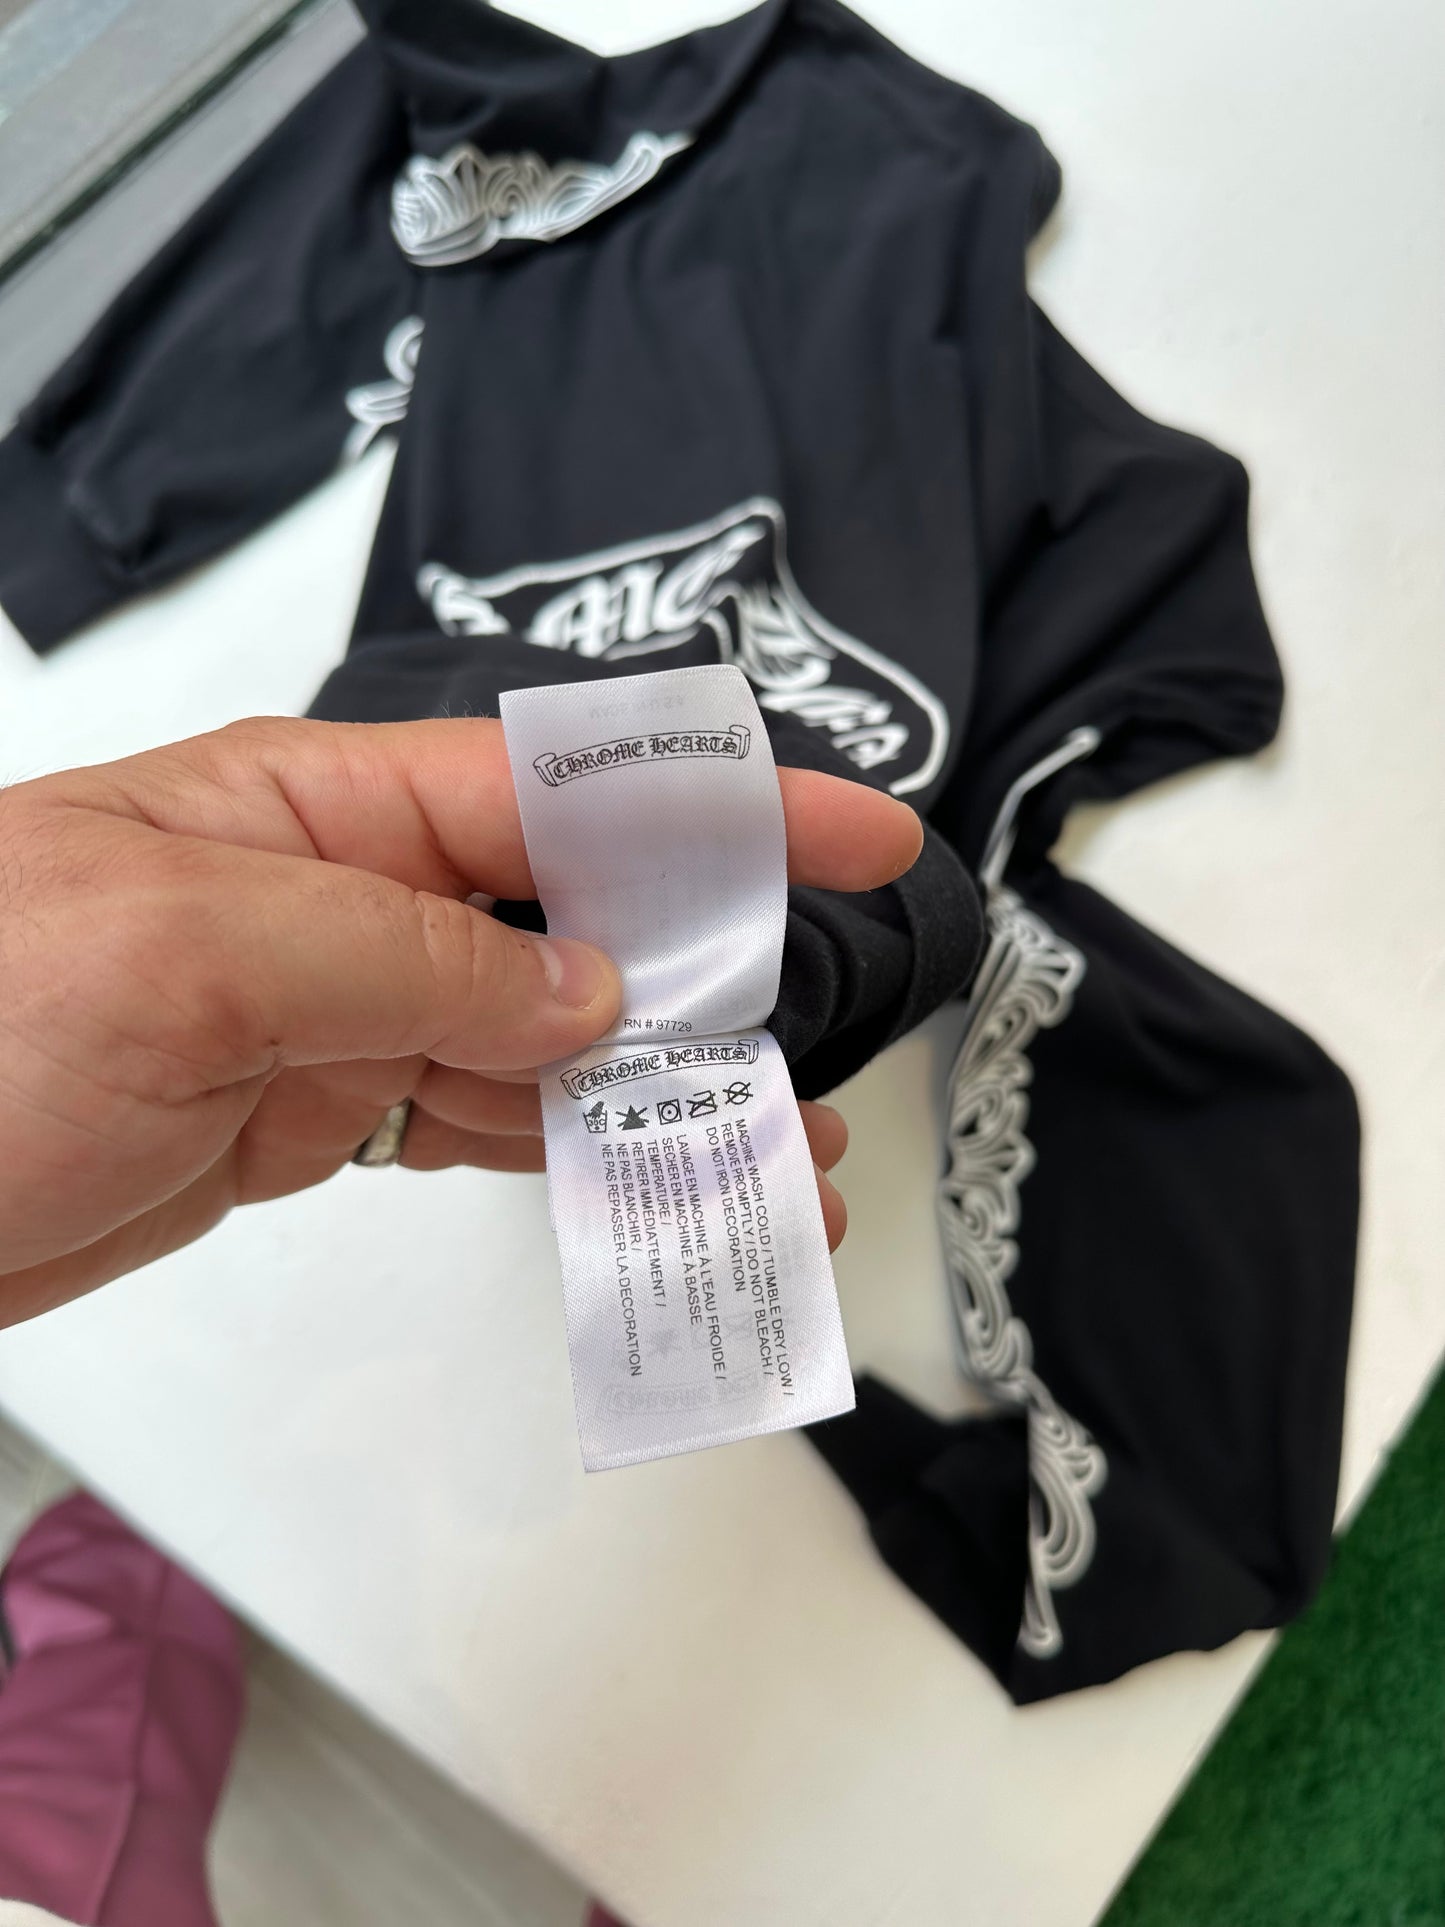 CHROME HEARTS
RN # 97729
CHROME HEARTS
30C
MACHINE WASH COLD / TUMBLE DRY LOW /
REMOVE PROMPTLY / DO NOT BLEACH /
DO NOT IRON DECORATION
LAVAGE EN MACHINE À L'EAU FROIDE /
SECHER EN MACHINE À BASSE
TEMPERATURE /
RETIRER IMMÉDIATEMENT /
NE PAS BLANCHIR /
NE PAS REPASSER LA DECORATION